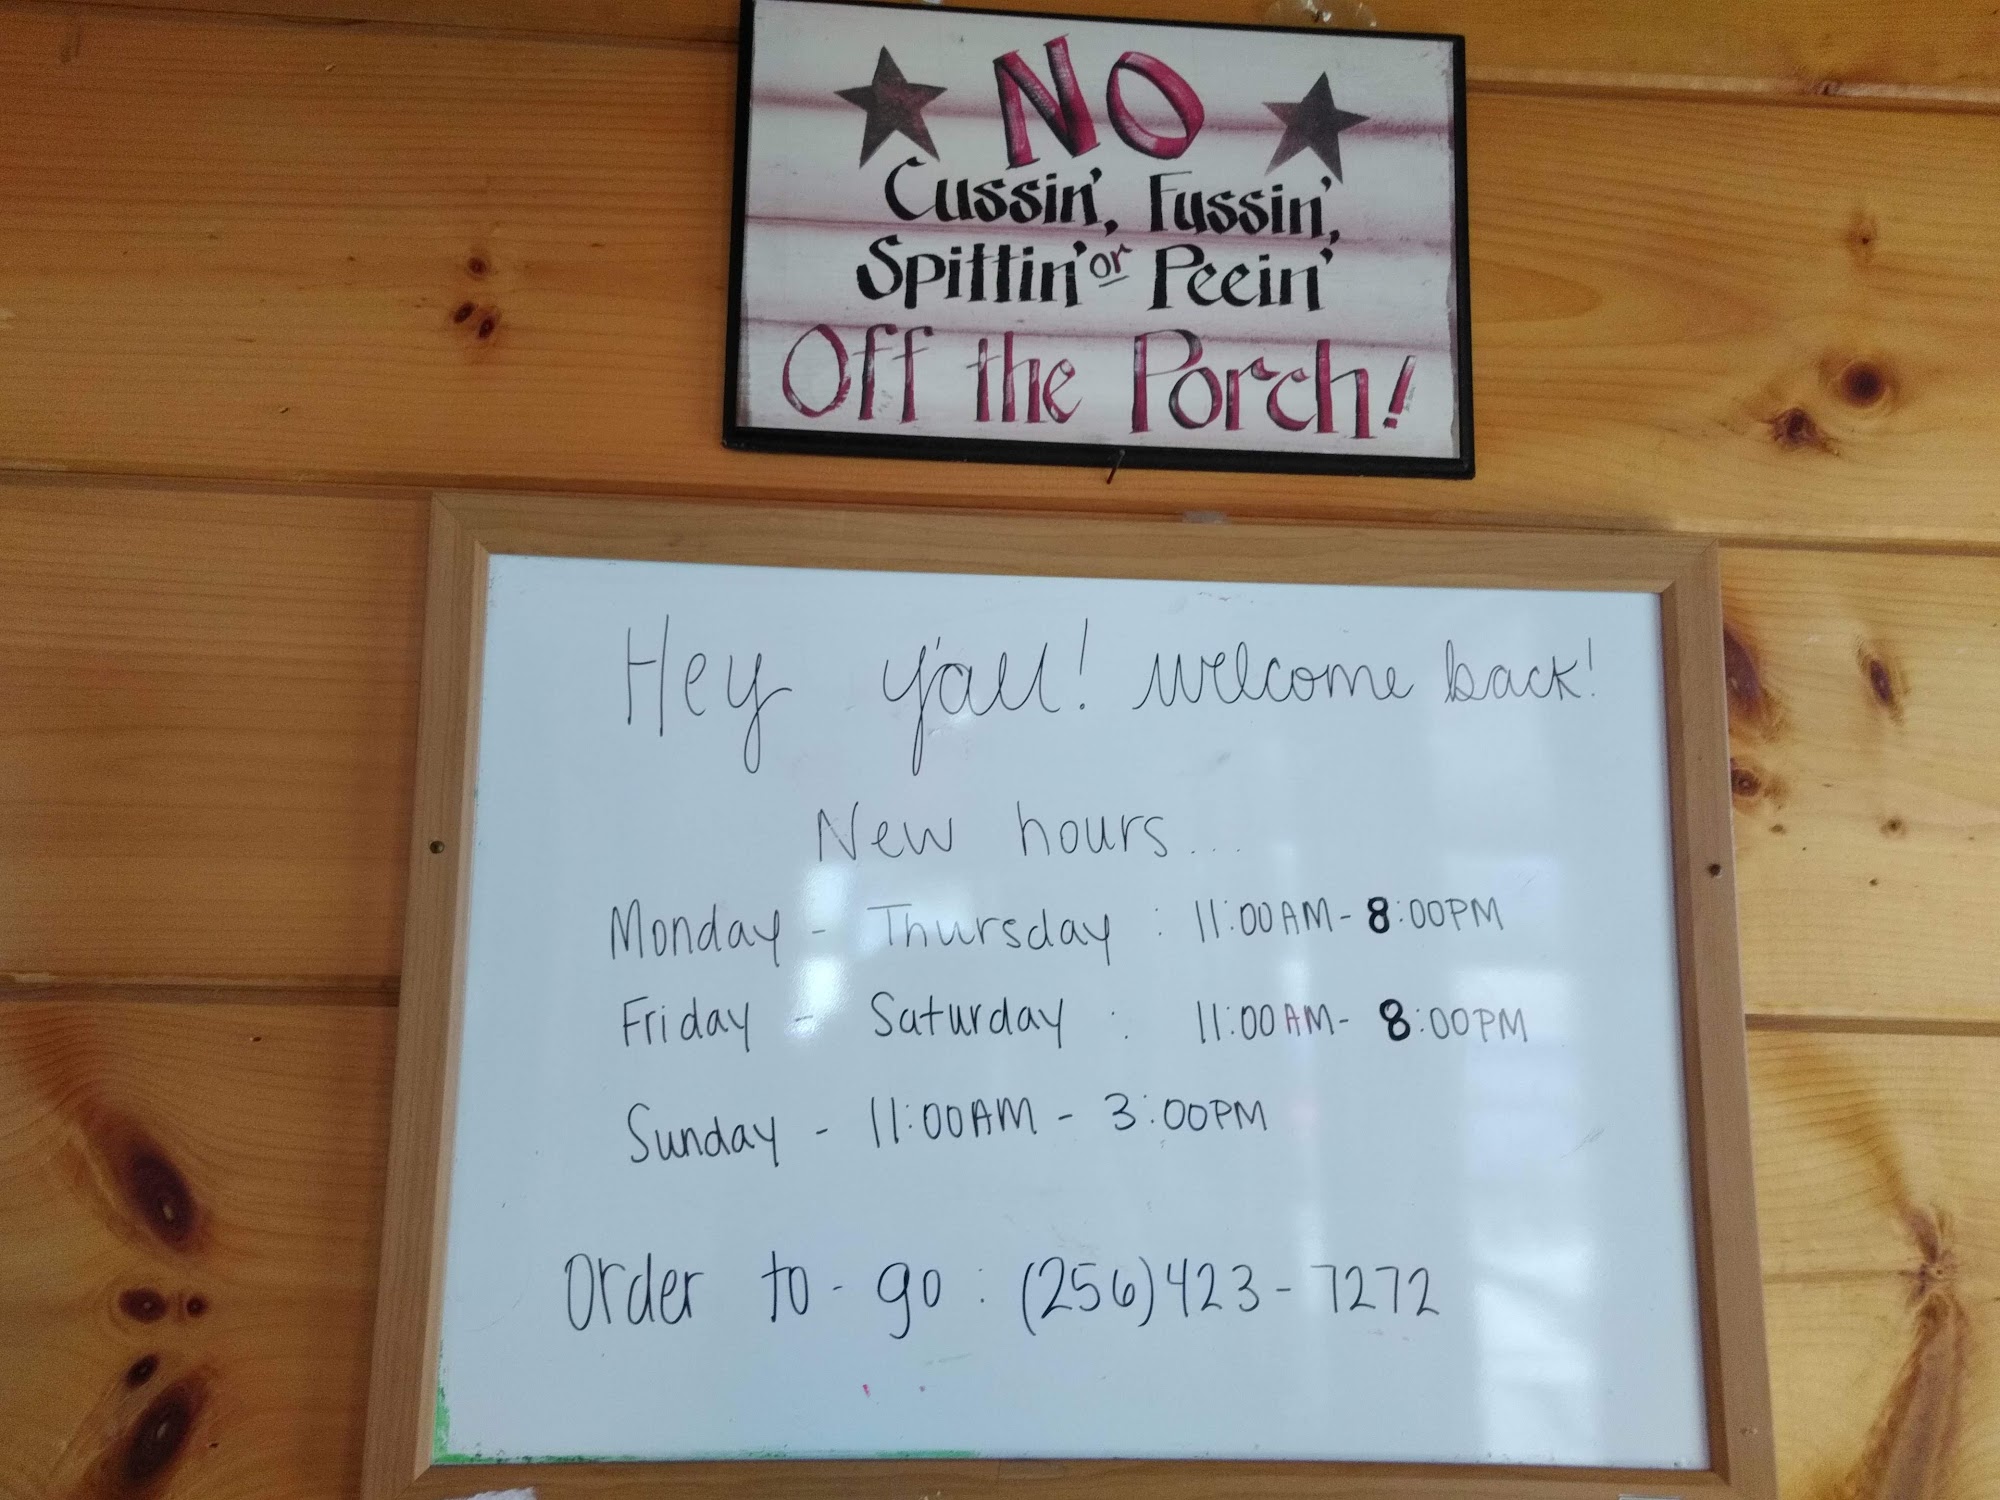 NO
Cussin', Fussin',
Spittin' or Peein'
Off the Porch!
Hey y'all! welcome back!
New hours...
Monday - Thursday : 11:00AM - 8:00PM
Friday - Saturday : 11:00AM - 8:00PM
Sunday - 11:00AM - 3:00PM
Order to-go : (256)423-7272